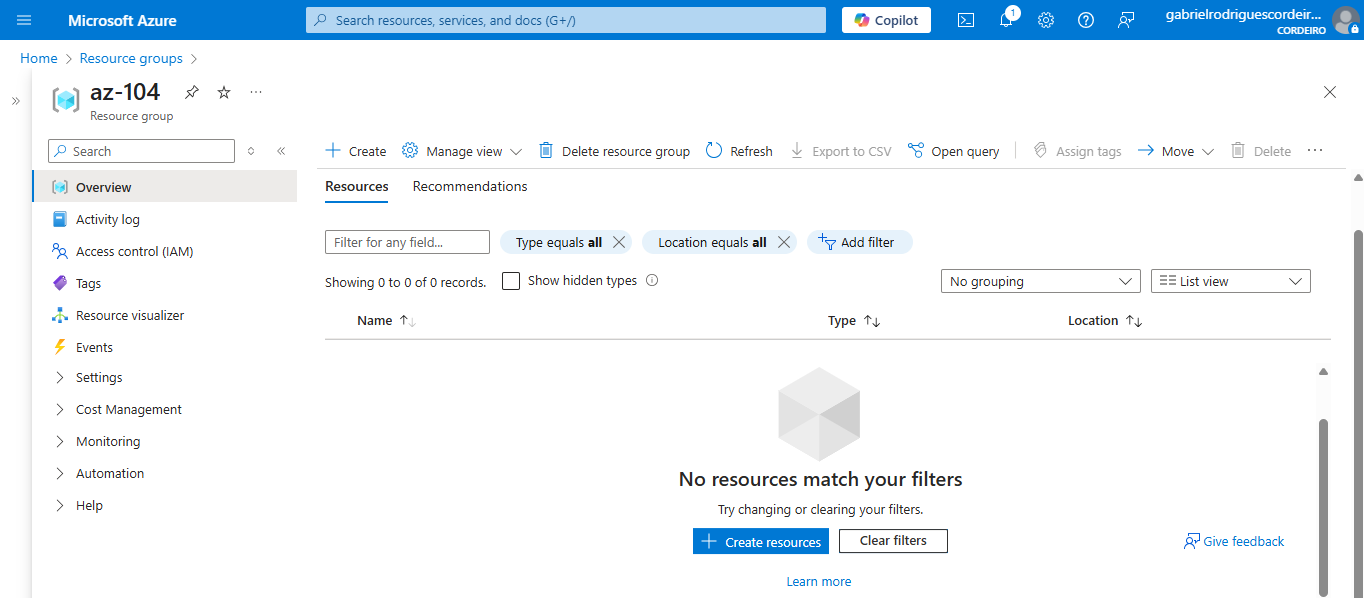 Microsoft Azure
Search resources, services, and docs (G+/)
Copilot
1
gabrielrodriguescordeir...
CORDEIRO
Home > Resource groups >
az-104
Resource group
Search
Overview
Activity log
Access control (IAM)
Tags
Resource visualizer
Events
Settings
Cost Management
Monitoring
Automation
Help
Create Manage view Delete resource group Refresh Export to CSV Open query Assign tags Move Delete
Resources Recommendations
Filter for any field...
Type equals all
Location equals all
Add filter
Showing 0 to 0 of 0 records.
Show hidden types
No grouping
List view
Name Type Location
No resources match your filters
Try changing or clearing your filters.
Create resources Clear filters
Give feedback
Learn more